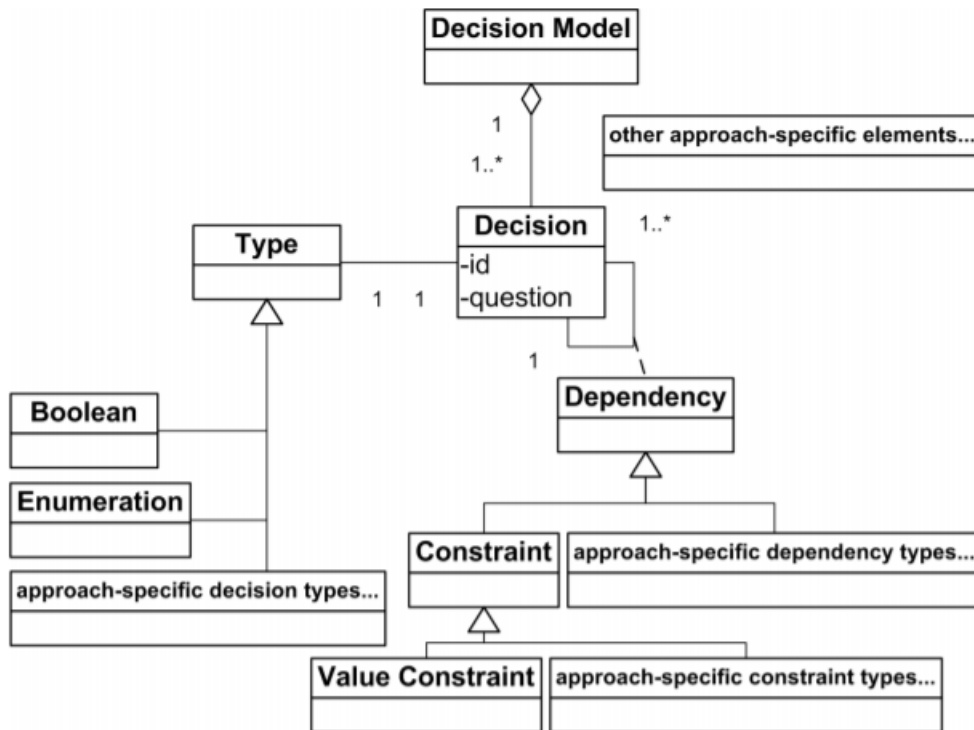 Decision Model
1
other approach-specific elements...
1..*
Decision
1..*
Type
-id
-question
1
1
1
Dependency
Boolean
Enumeration
Constraint
approach-specific dependency types...
approach-specific decision types...
Value Constraint
approach-specific constraint types...